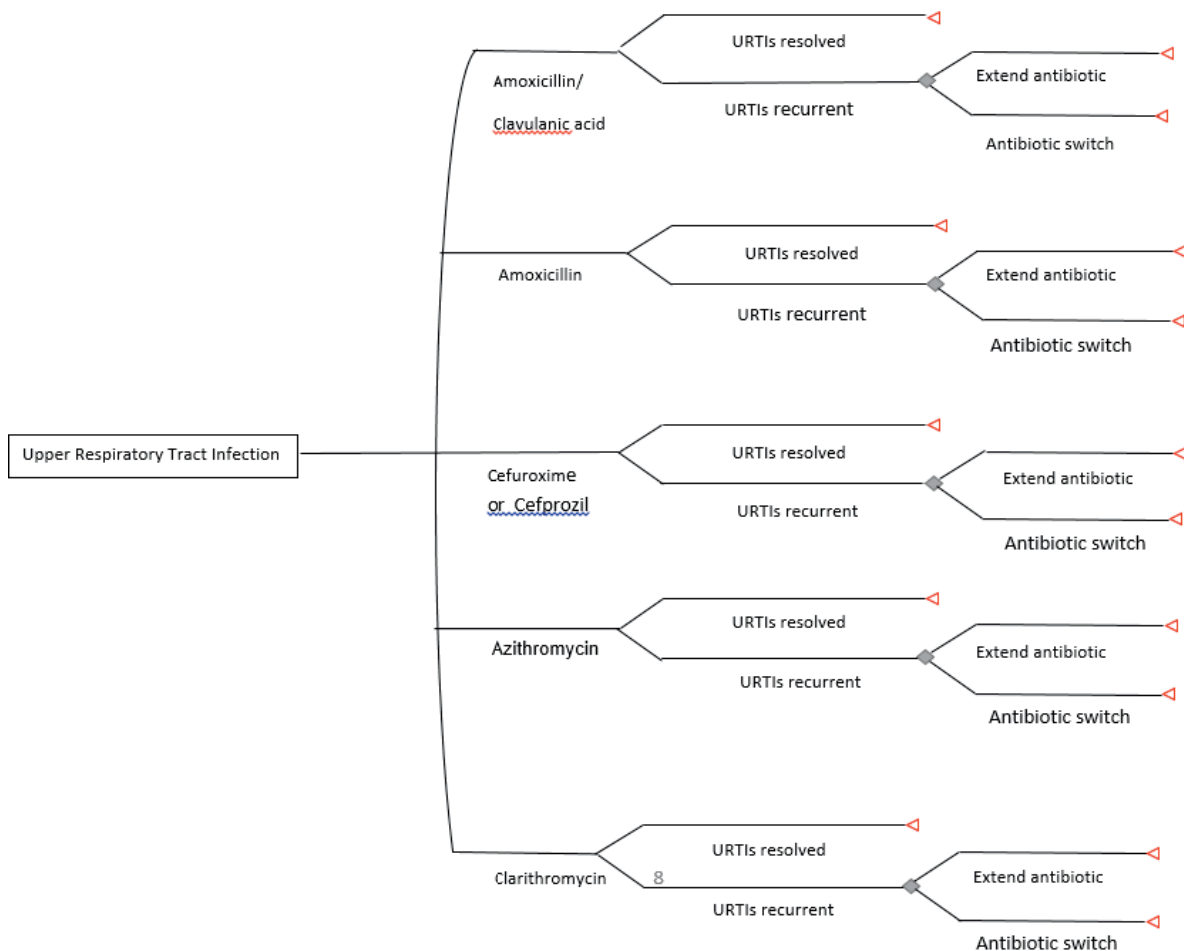 URTIs resolved
Amoxicillin/
Clavulanic acid
URTIs recurrent
Extend antibiotic
Antibiotic switch
Amoxicillin
URTIs resolved
URTIs recurrent
Extend antibiotic
Antibiotic switch
Upper Respiratory Tract Infection
Cefuroxime
or Cefprozil
URTIs resolved
URTIs recurrent
Extend antibiotic
Antibiotic switch
Azithromycin
URTIs resolved
URTIs recurrent
Extend antibiotic
Antibiotic switch
Clarithromycin
8
URTIs resolved
URTIs recurrent
Extend antibiotic
Antibiotic switch